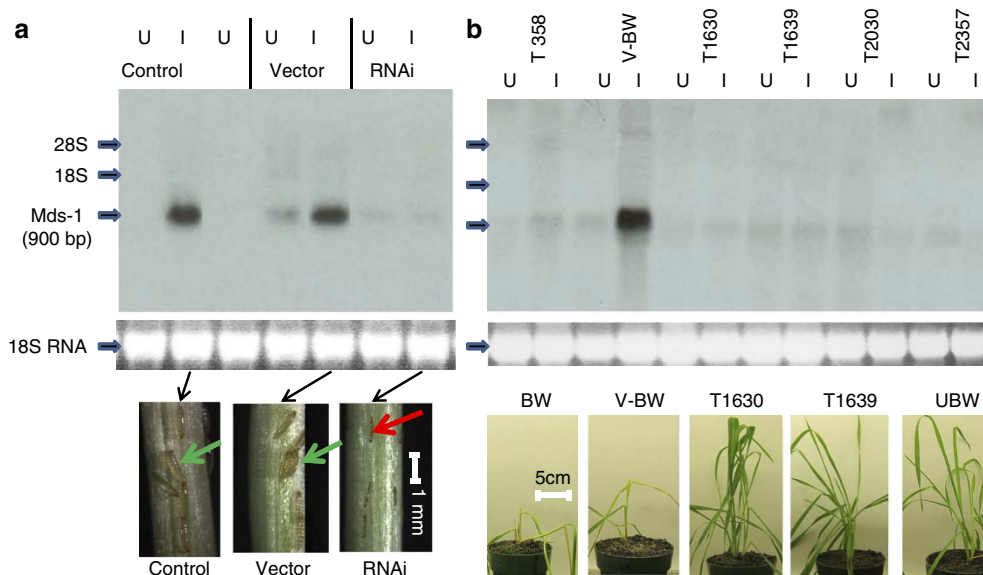 a
U I U U I U I
Control Vector RNAi
28S
18S
Mds-1
(900 bp)
18S RNA
1 mm
Control Vector RNAi
b
T 358 V-BW T1630 T1639 T2030 T2357
U I U I U I U I U I U I
BW V-BW T1630 T1639 UBW
5cm